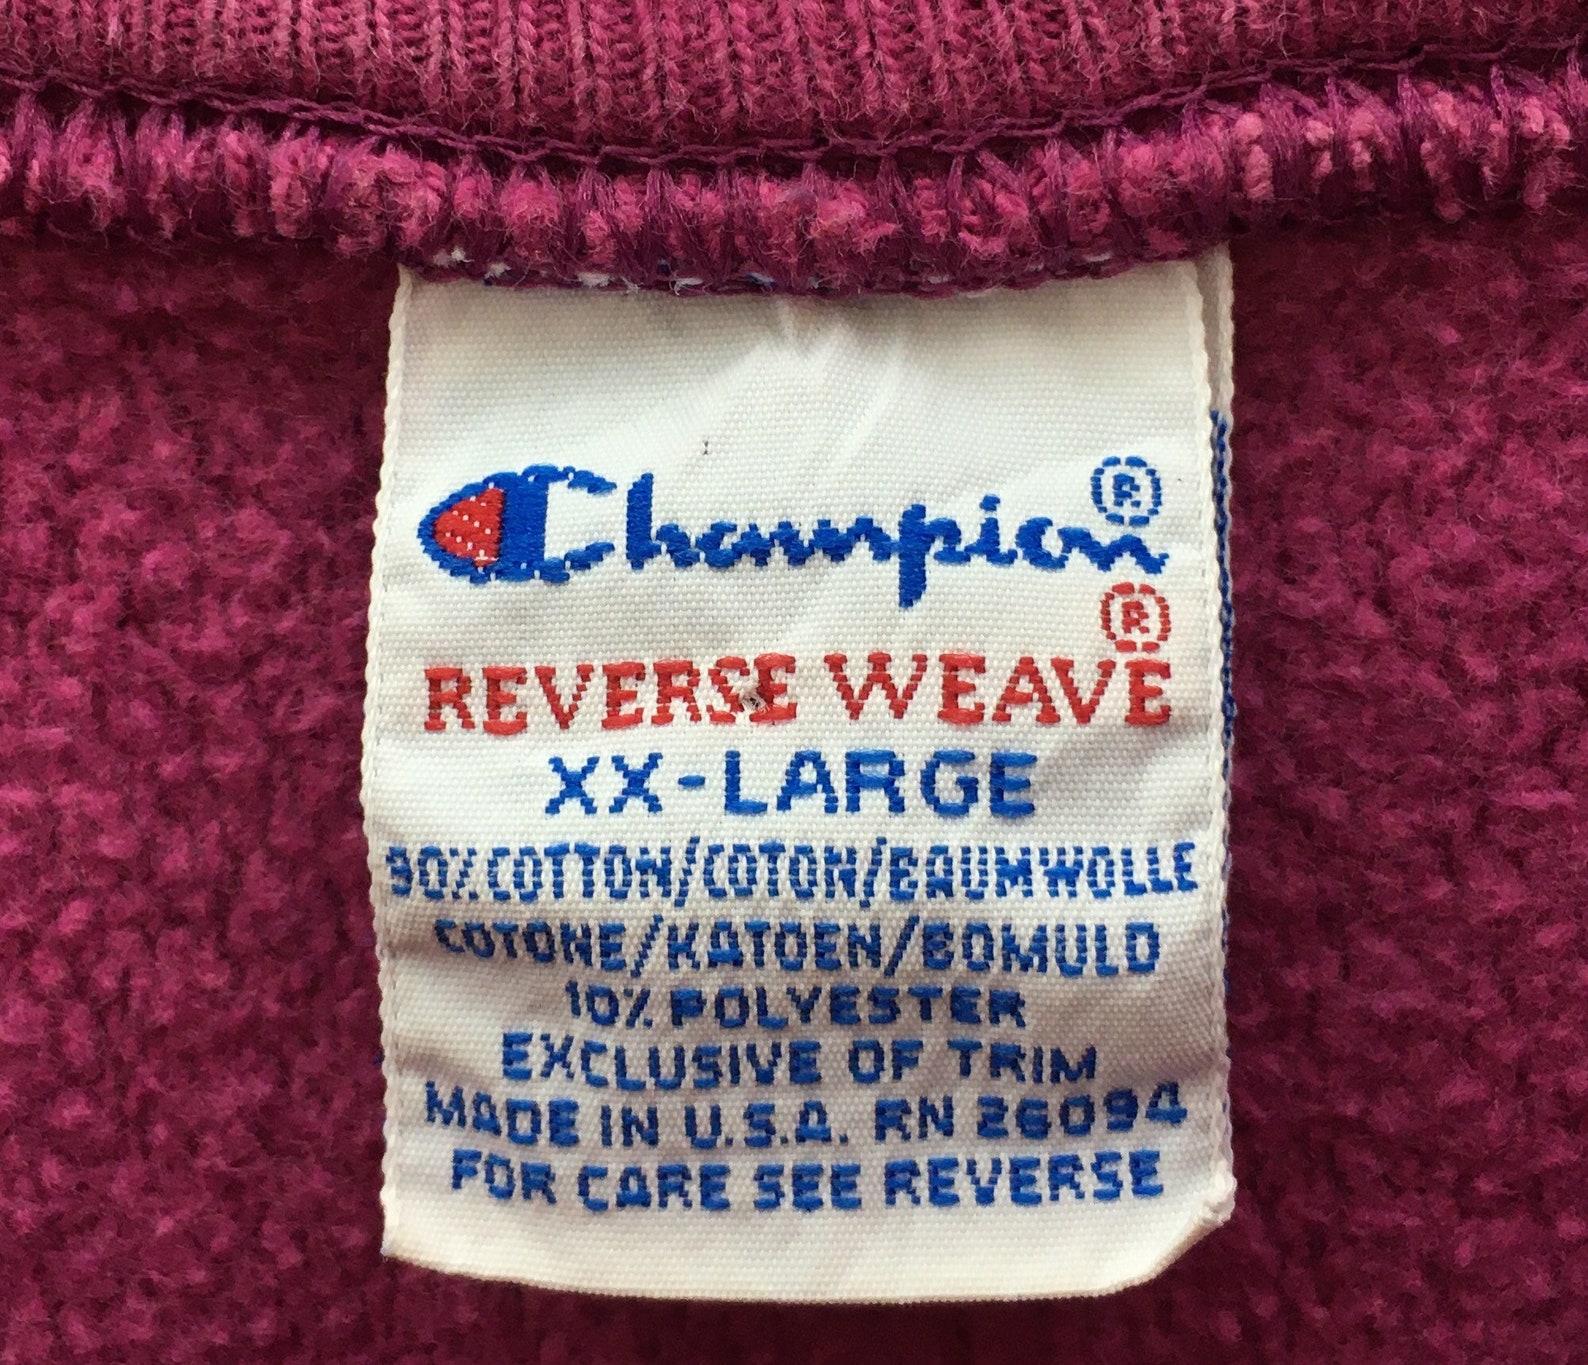 Champion®
REVERSE WEAVE®
XX-LARGE
90% COTTON/COTON/BAUMWOLLE
COTONE/KATOEN/BOMULD
10% POLYESTER
EXCLUSIVE OF TRIM
MADE IN U.S.A. RN 26094
FOR CARE SEE REVERSE